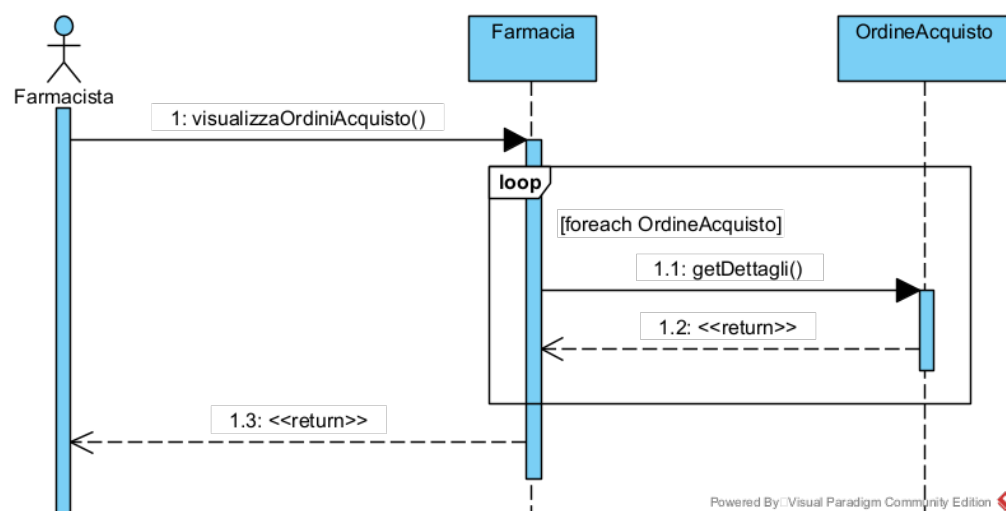 Farmacia
OrdineAcquisto
Farmacista
1: visualizzaOrdiniAcquisto()
loop
[foreach OrdineAcquisto]
1.1: getDettagli()
1.2: <<return>>
1.3: <<return>>
Powered By Visual Paradigm Community Edition